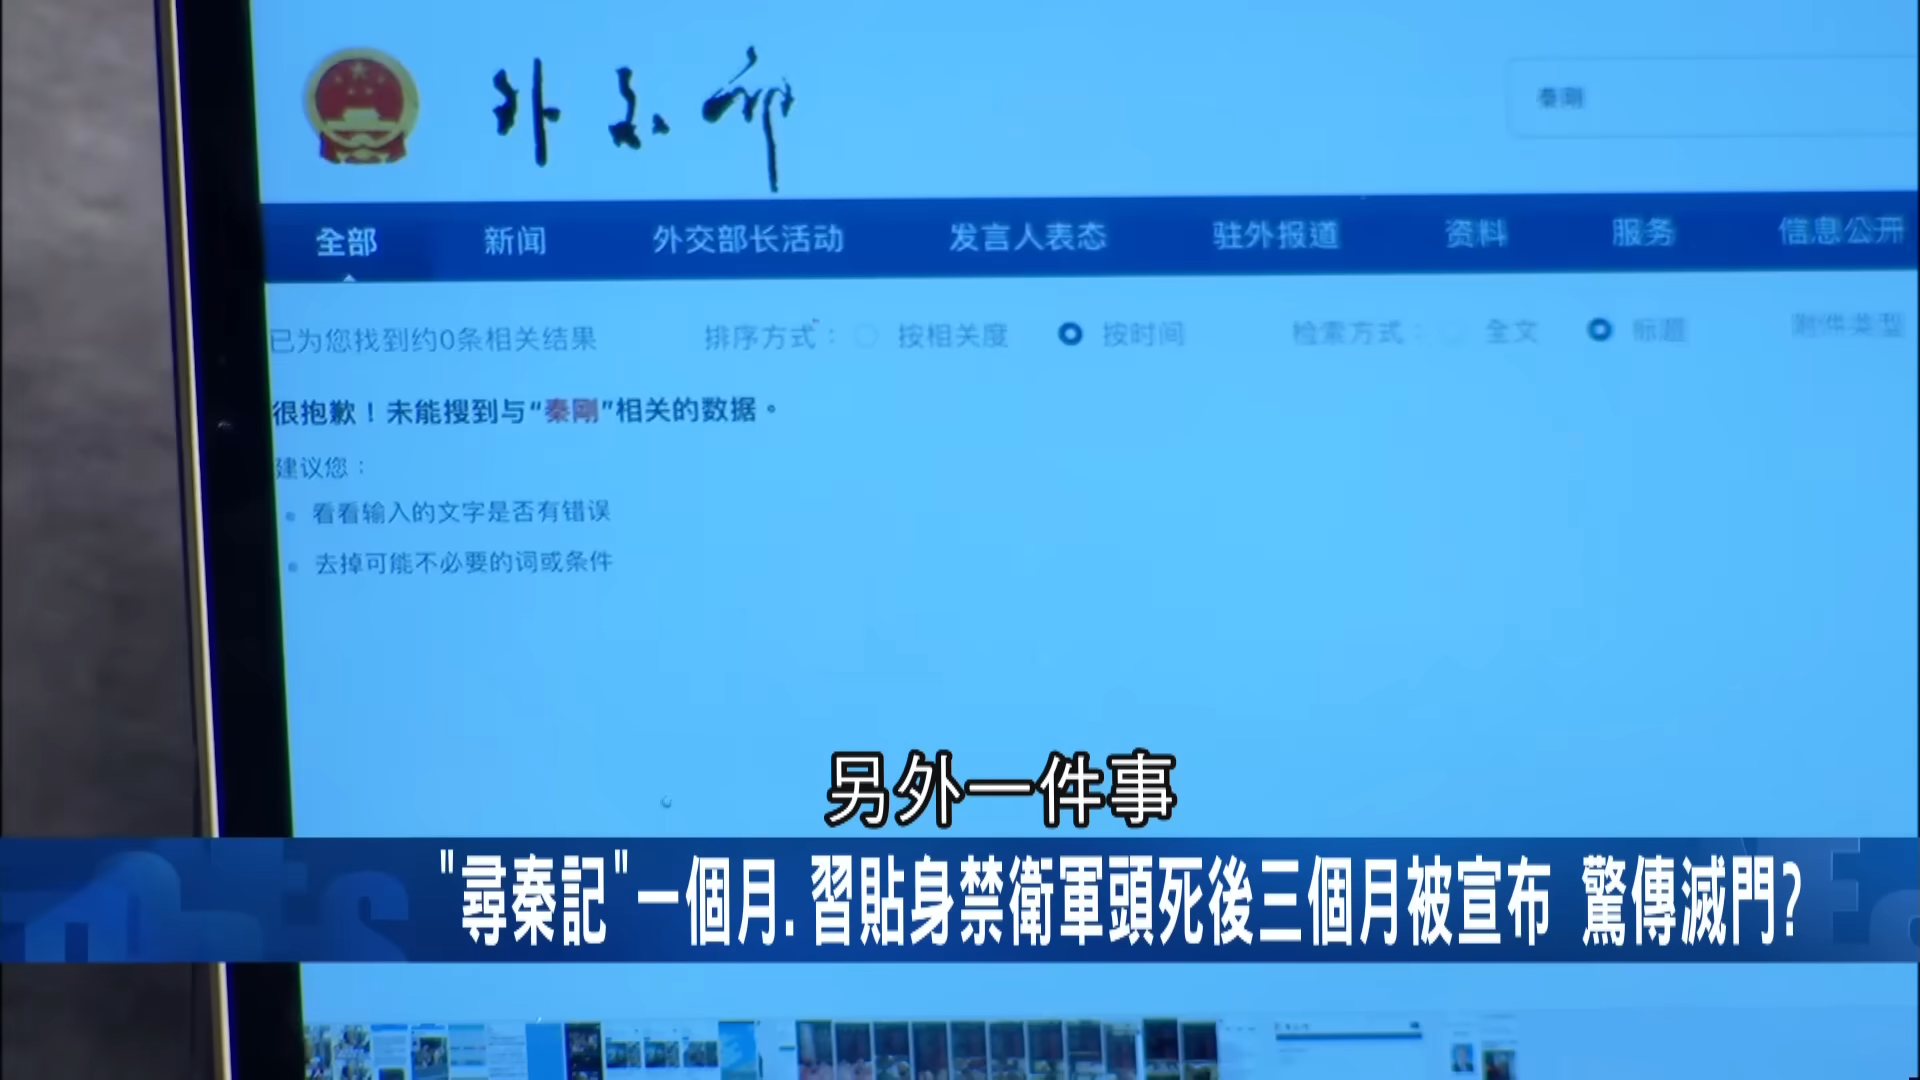 外交部
秦刚
全部 新闻 外交部长活动 发言人表态 驻外报道 资料 服务 信息公开
已为您找到约0条相关结果 排序方式： 按相关度 按时间 检索方式： 全文 标题 附件类型
很抱歉！未能搜到与“秦刚”相关的数据。
建议您：
看看输入的文字是否有错误
去掉可能不必要的词或条件
另外一件事
"尋秦記"一個月.習貼身禁衛軍頭死後三個月被宣布 驚傳滅門?